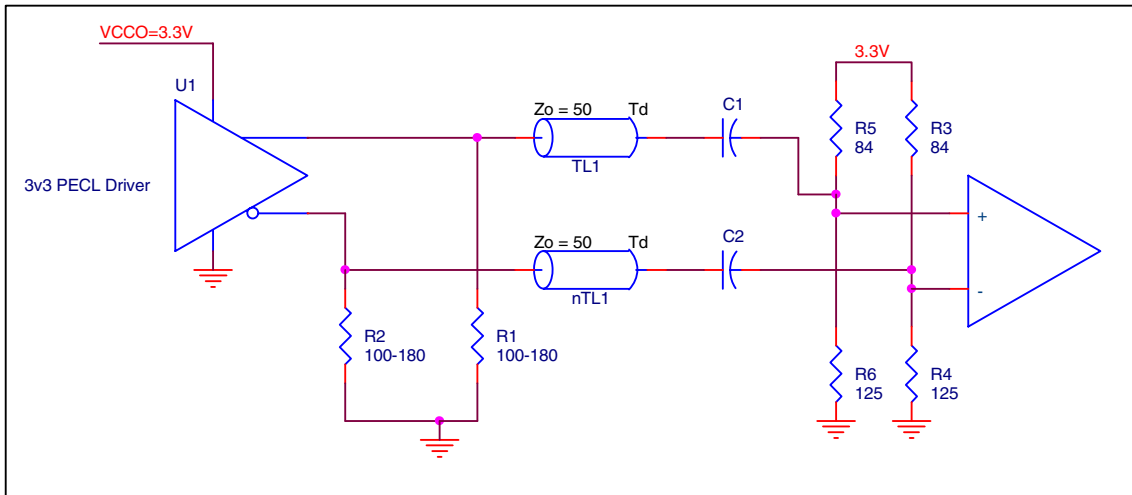 VCCO=3.3V
3.3V
U1
Zo = 50 Td
C1
R5
84
R3
84
TL1
3v3 PECL Driver
+
Zo = 50 Td
C2
-
nTL1
R2
100-180
R1
100-180
R6
125
R4
125